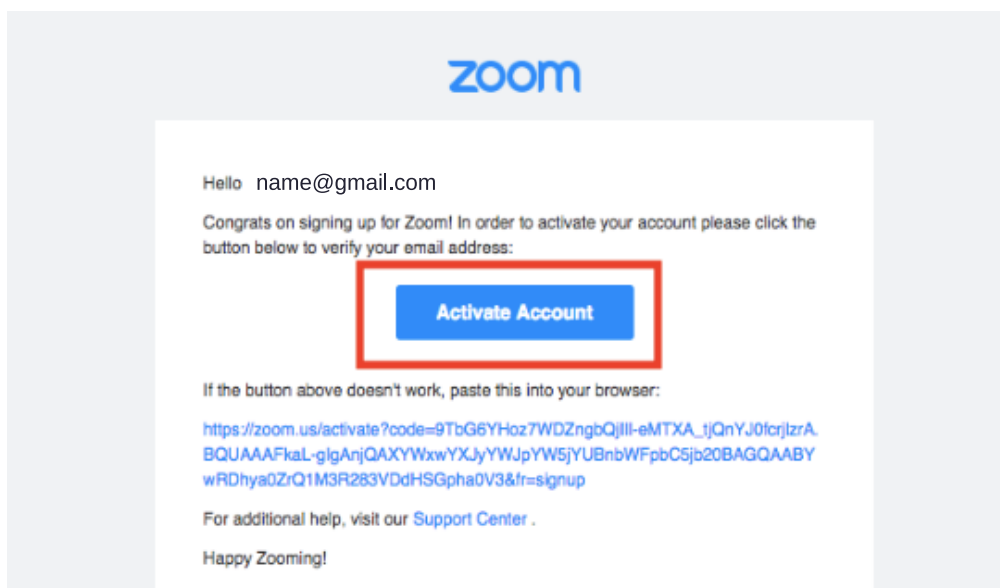 zoom
Hello name@gmail.com
Congrats on signing up for Zoom! In order to activate your account please click the
button below to verify your email address:
Activate Account
If the button above doesn't work, paste this into your browser:
https://zoom.us/activate?code=9TbG6YHoz7WDZngbQjlll-eMTXA_tjQnYJ0fcrjlzrA.
BQUAAAFkaL-glgAnjQAXYWxwYXJyYWJpYW5jYUBnbWFpbC5jb20BAGQAABY
wRDhya0ZrQ1M3R283VDdHSGpha0V3&fr=signup
For additional help, visit our Support Center .
Happy Zooming!